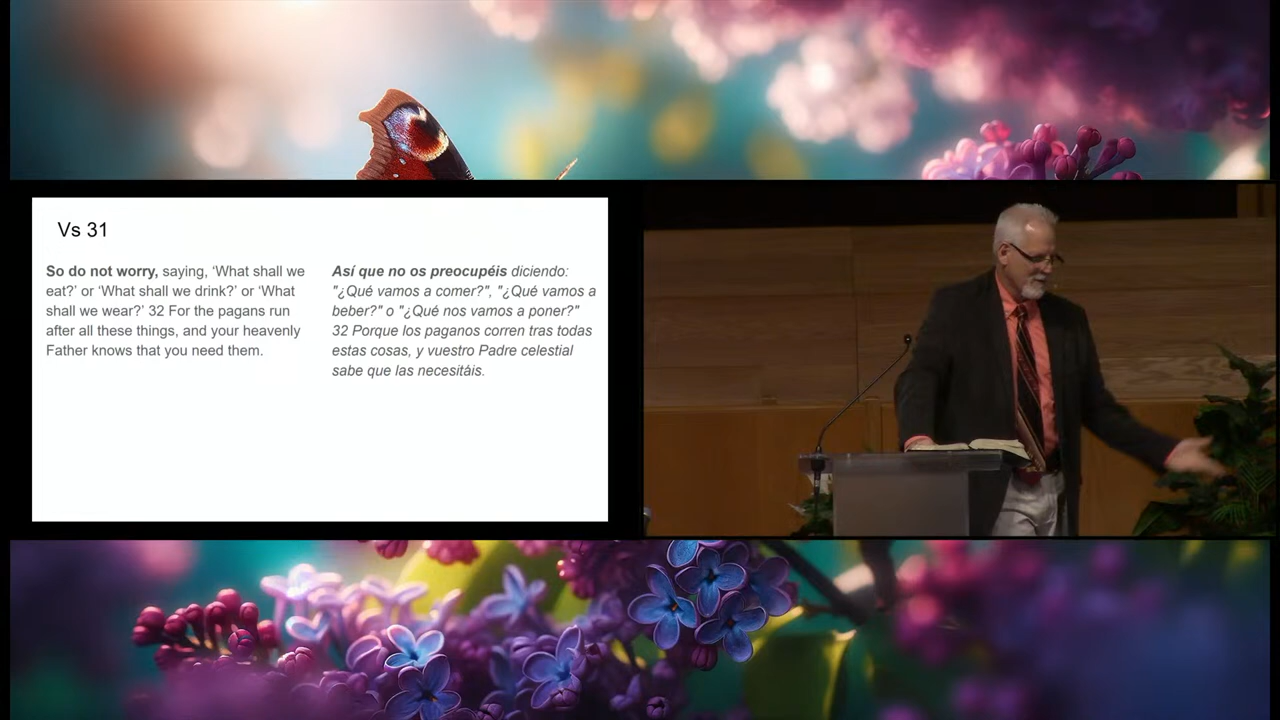 Vs 31
So do not worry, saying, ‘What shall we
eat?’ or ‘What shall we drink?’ or ‘What
shall we wear?’ 32 For the pagans run
after all these things, and your heavenly
Father knows that you need them.
Así que no os preocupéis diciendo:
"¿Qué vamos a comer?", "¿Qué vamos a
beber?" o "¿Qué nos vamos a poner?"
32 Porque los paganos corren tras todas
estas cosas, y vuestro Padre celestial
sabe que las necesitáis.